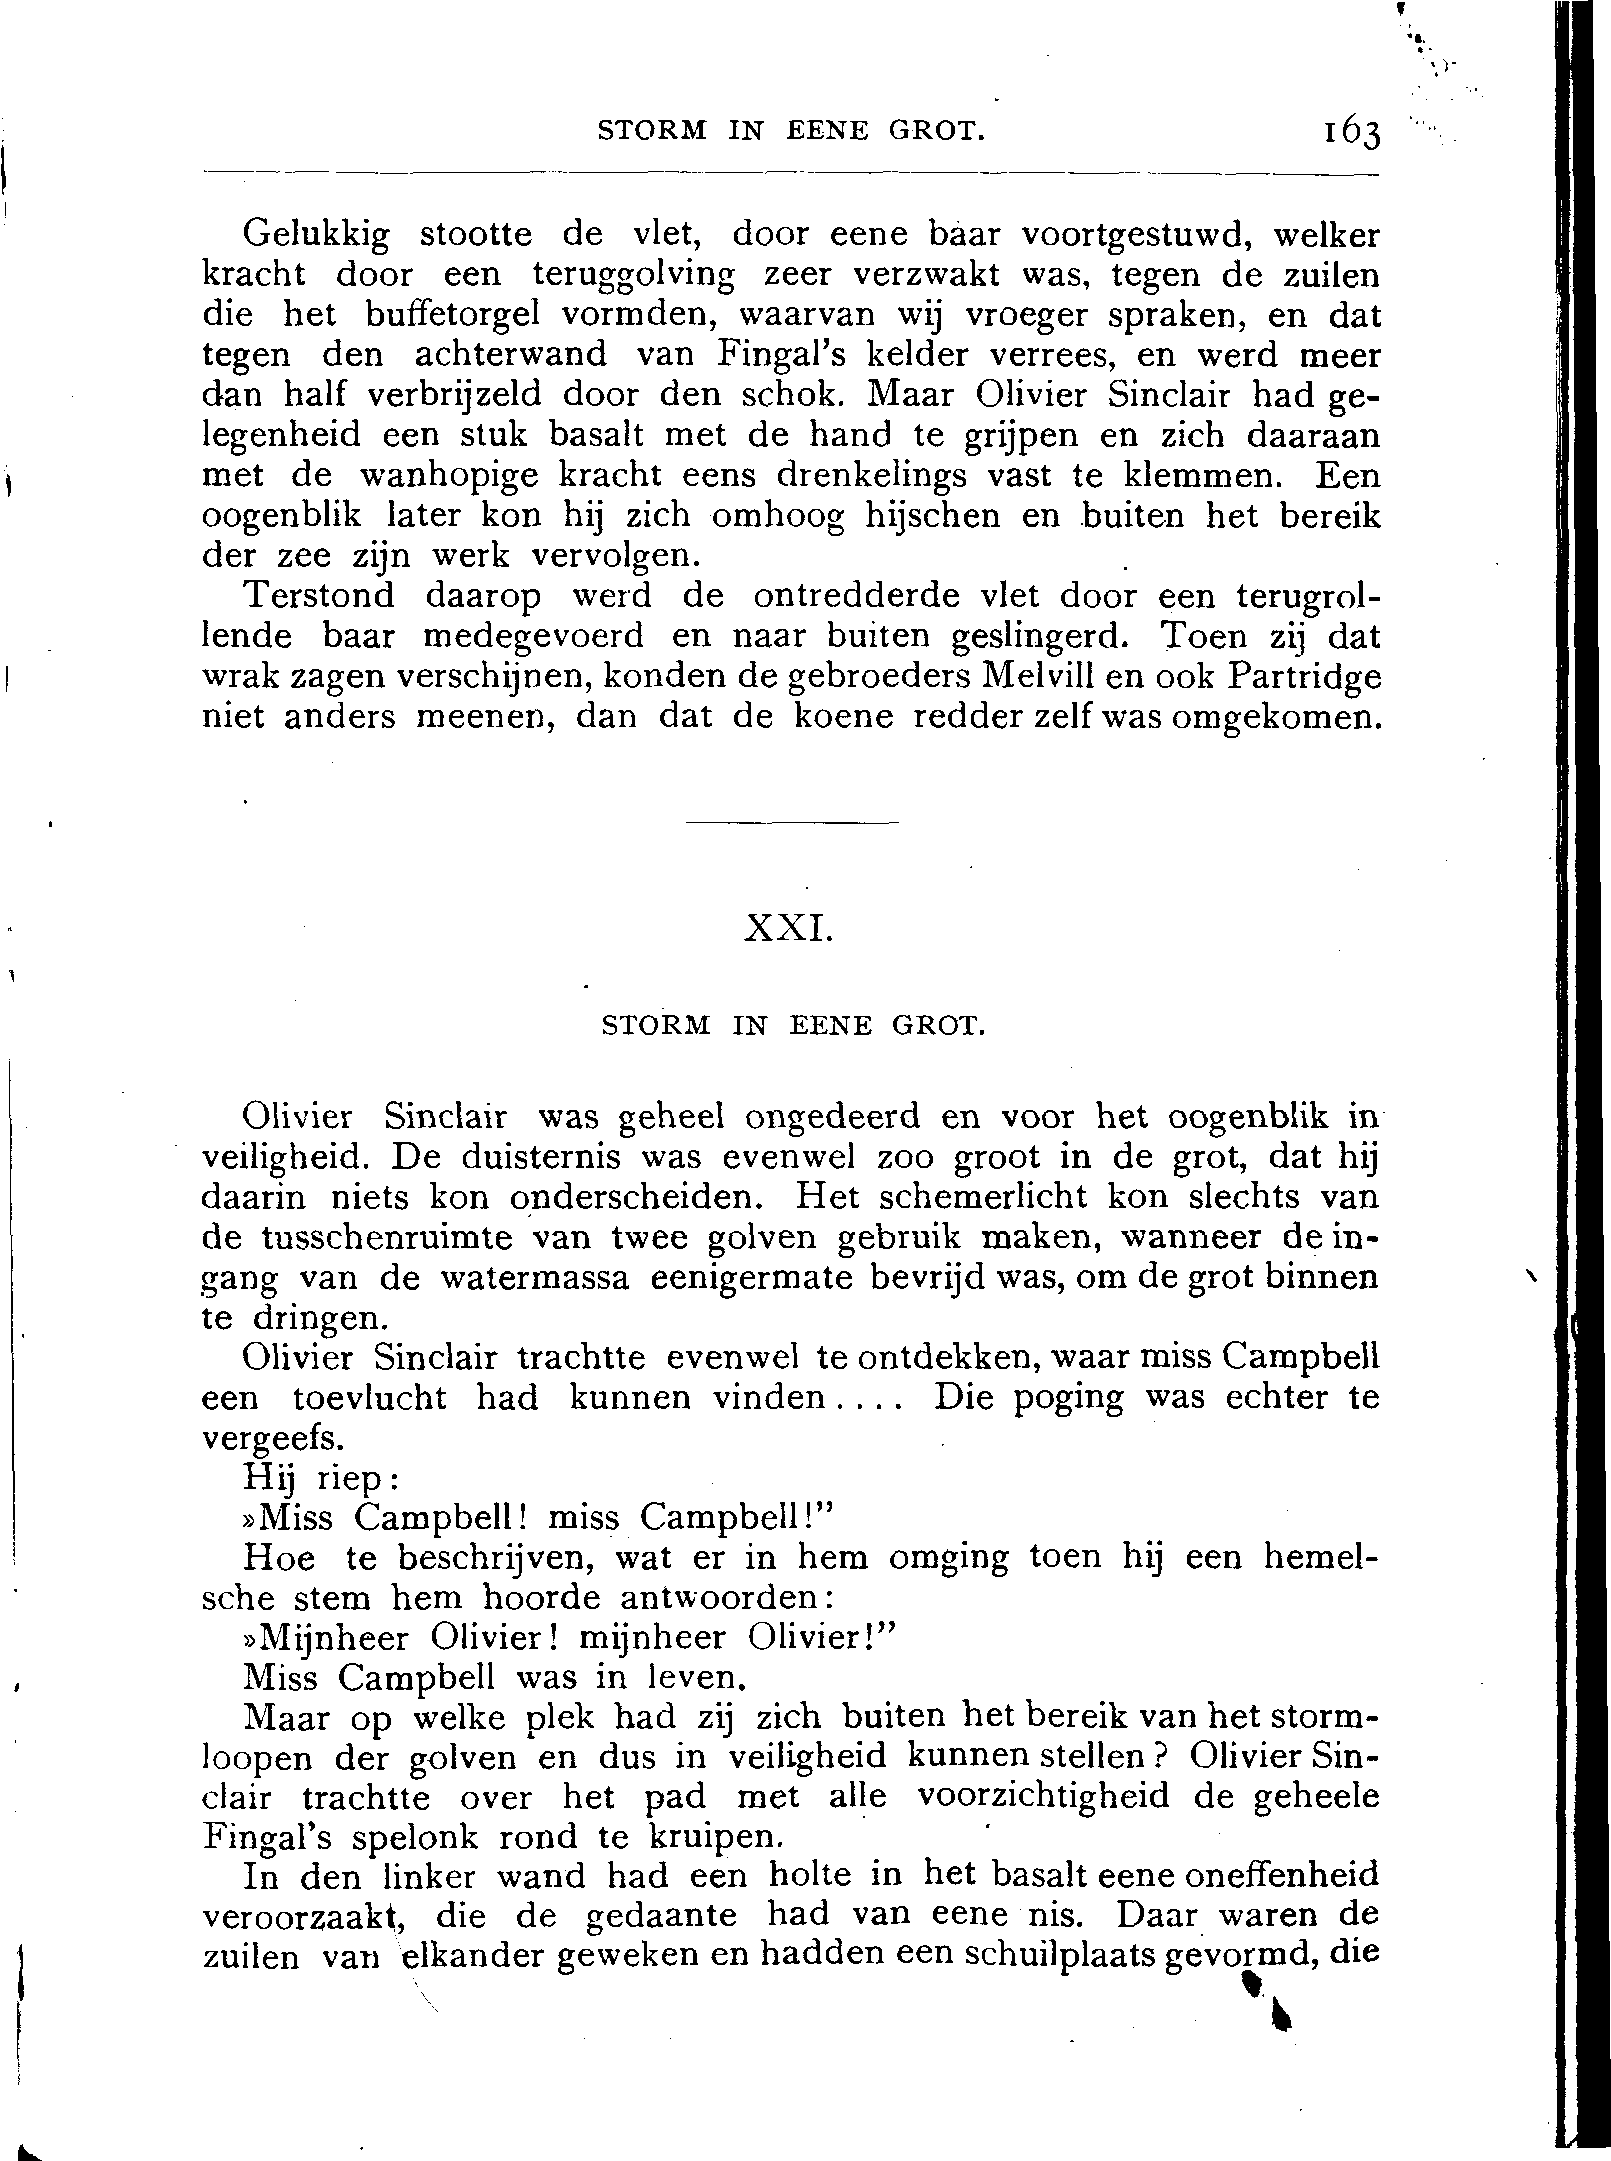 STORM IN EENE GROT. 163
Gelukkig stootte de vlet, door eene baar voortgestuwd, welker
kracht door een teruggolving zeer verzwakt was, tegen de zuilen
die het buffetorgel vormden, waarvan wij vroeger spraken, en dat
tegen den achterwand van Fingal's kelder verrees, en werd meer
dan half verbrijzeld door den schok. Maar Olivier Sinclair had ge-
legenheid een stuk basalt met de hand te grijpen en zich daaraan
met de wanhopige kracht eens drenkelings vast te klemmen. Een
oogenblik later kon hij zich omhoog hijschen en buiten het bereik
der zee zijn werk vervolgen.
Terstond daarop werd de ontredderde vlet door een terugrol-
lende baar medegevoerd en naar buiten geslingerd. Toen zij dat
wrak zagen verschijnen, konden de gebroeders Melvill en ook Partridge
niet anders meenen, dan dat de koene redder zelf was omgekomen.
XXI.
STORM IN EENE GROT.
Olivier Sinclair was geheel ongedeerd en voor het oogenblik in
veiligheid. De duisternis was evenwel zoo groot in de grot, dat hij
daarin niets kon onderscheiden. Het schemerlicht kon slechts van
de tusschenruimte van twee golven gebruik maken, wanneer de in-
gang van de watermassa eenigermate bevrijd was, om de grot binnen
te dringen.
Olivier Sinclair trachtte evenwel te ontdekken, waar miss Campbell
een toevlucht had kunnen vinden.... Die poging was echter te
vergeefs.
Hij riep:
»Miss Campbell! miss Campbell!”
Hoe te beschrijven, wat er in hem omging toen hij een hemel-
sche stem hem hoorde antwoorden:
»Mijnheer Olivier! mijnheer Olivier!”
Miss Campbell was in leven.
Maar op welke plek had zij zich buiten het bereik van het storm-
loopen der golven en dus in veiligheid kunnen stellen? Olivier Sin-
clair trachtte over het pad met alle voorzichtigheid de geheele
Fingal's spelonk rond te kruipen.
In den linker wand had een holte in het basalt eene oneffenheid
veroorzaakt, die de gedaante had van eene nis. Daar waren de
zuilen van elkander geweken en hadden een schuilplaats gevormd, die